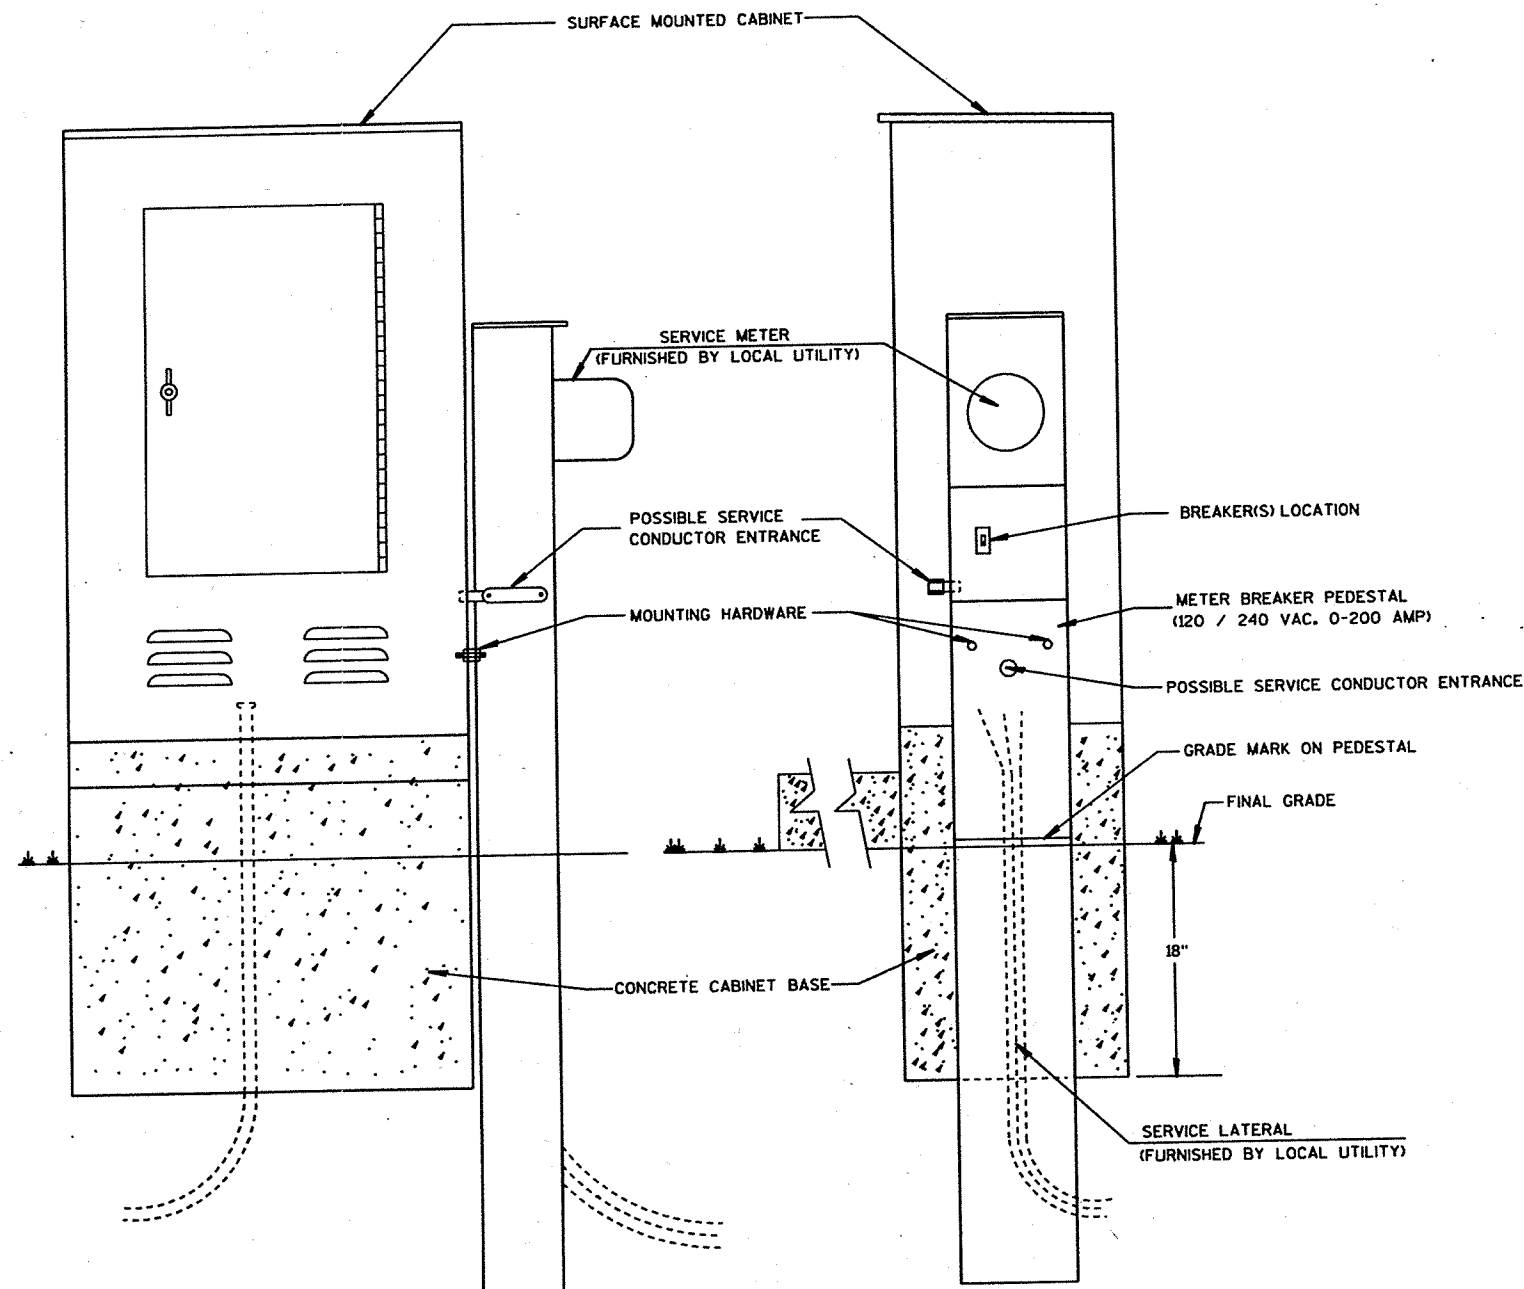 SURFACE MOUNTED CABINET
SERVICE METER
(FURNISHED BY LOCAL UTILITY)
POSSIBLE SERVICE
CONDUCTOR ENTRANCE
BREAKER(S) LOCATION
METER BREAKER PEDESTAL
(120 / 240 VAC. 0-200 AMP)
MOUNTING HARDWARE
POSSIBLE SERVICE CONDUCTOR ENTRANCE
GRADE MARK ON PEDESTAL
FINAL GRADE
18"
CONCRETE CABINET BASE
SERVICE LATERAL
(FURNISHED BY LOCAL UTILITY)